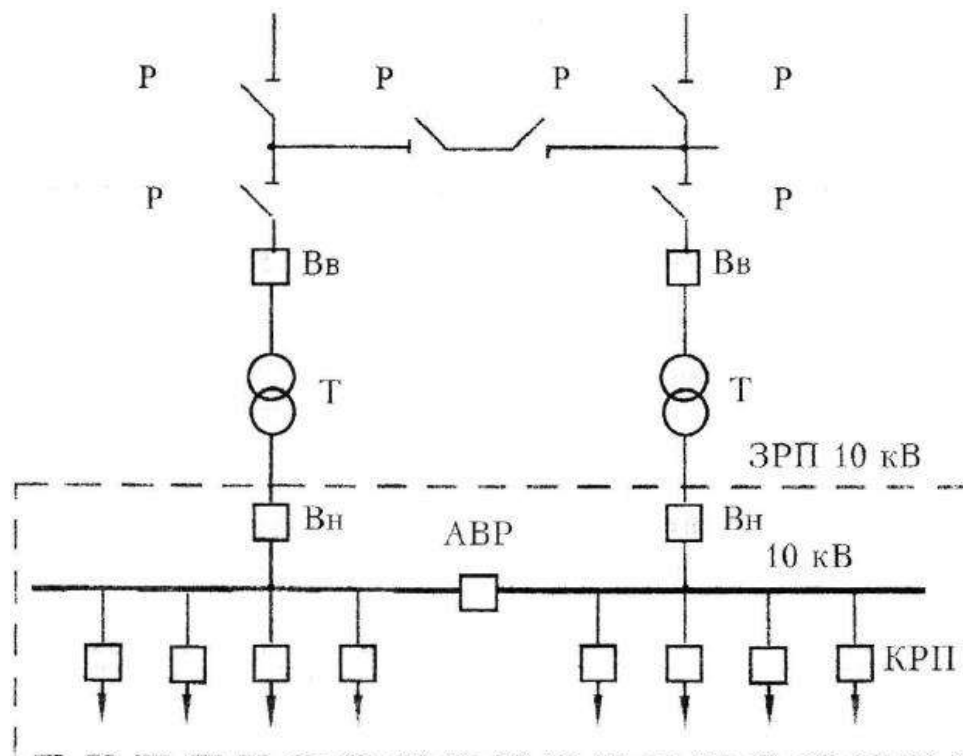 Р Р Р Р
Р Р
Вв Вв
Т Т
ЗРП 10 кВ
Вн Вн
АВР
10 кВ
КРП